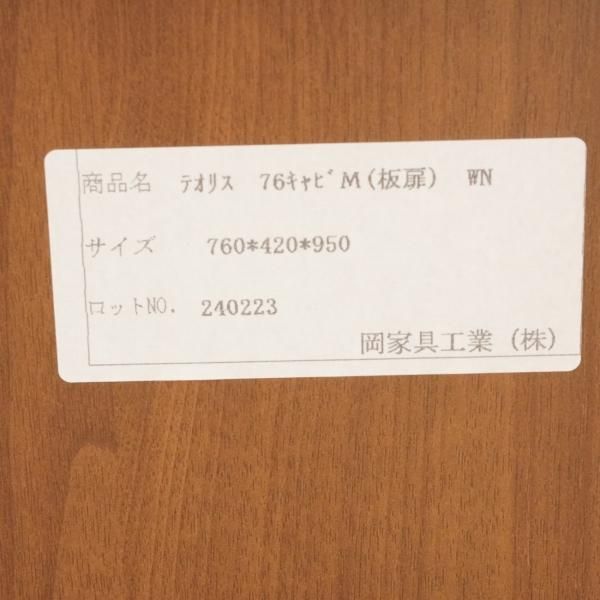 商品名　ﾃｵﾘｽ　76ｷｬﾋﾞM(板扉)　WN
サイズ　760*420*950
ロットNO.　240223
岡家具工業（株）